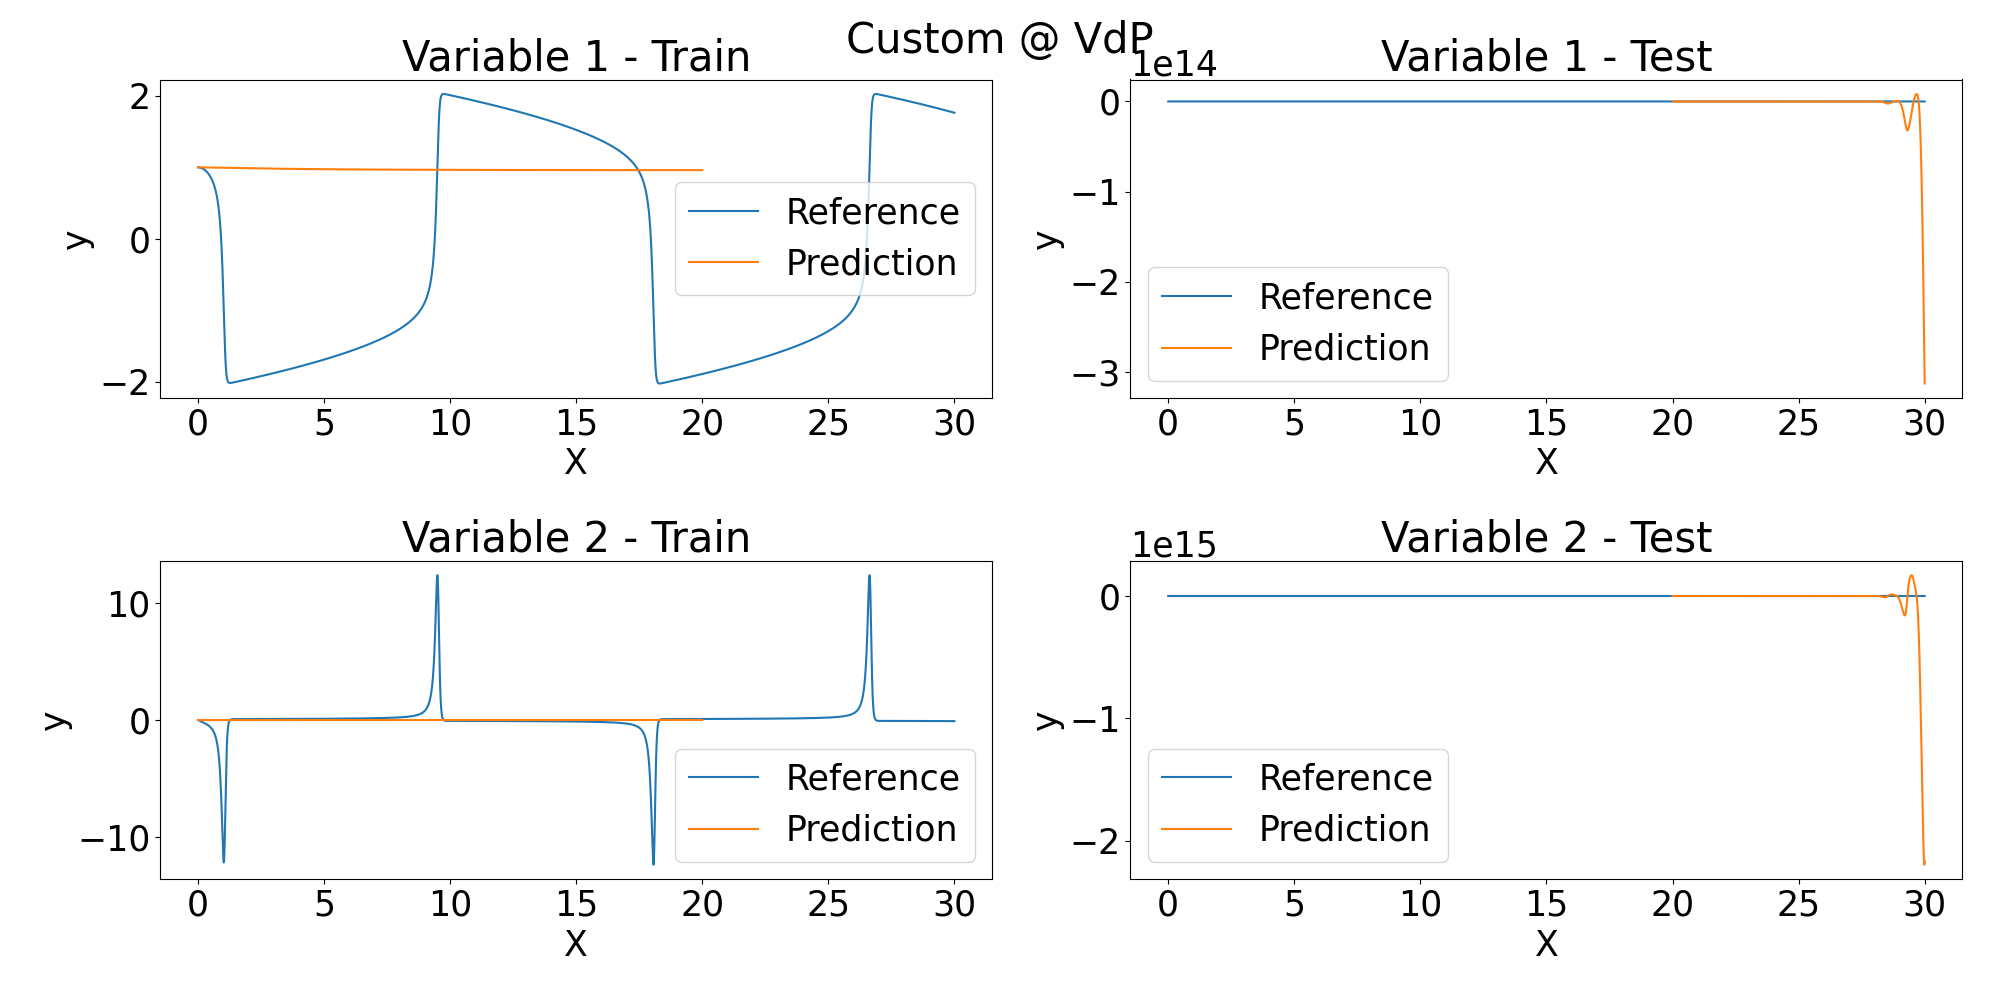 Custom @ VdP
Variable 1 - Train
2
0
−2
y
0 5 10 15 20 25 30
X
Reference
Prediction
Variable 1 - Test
1e14
0
−1
−2
−3
y
0 5 10 15 20 25 30
X
Reference
Prediction
Variable 2 - Train
10
0
−10
y
0 5 10 15 20 25 30
X
Reference
Prediction
Variable 2 - Test
1e15
0
−1
−2
y
0 5 10 15 20 25 30
X
Reference
Prediction